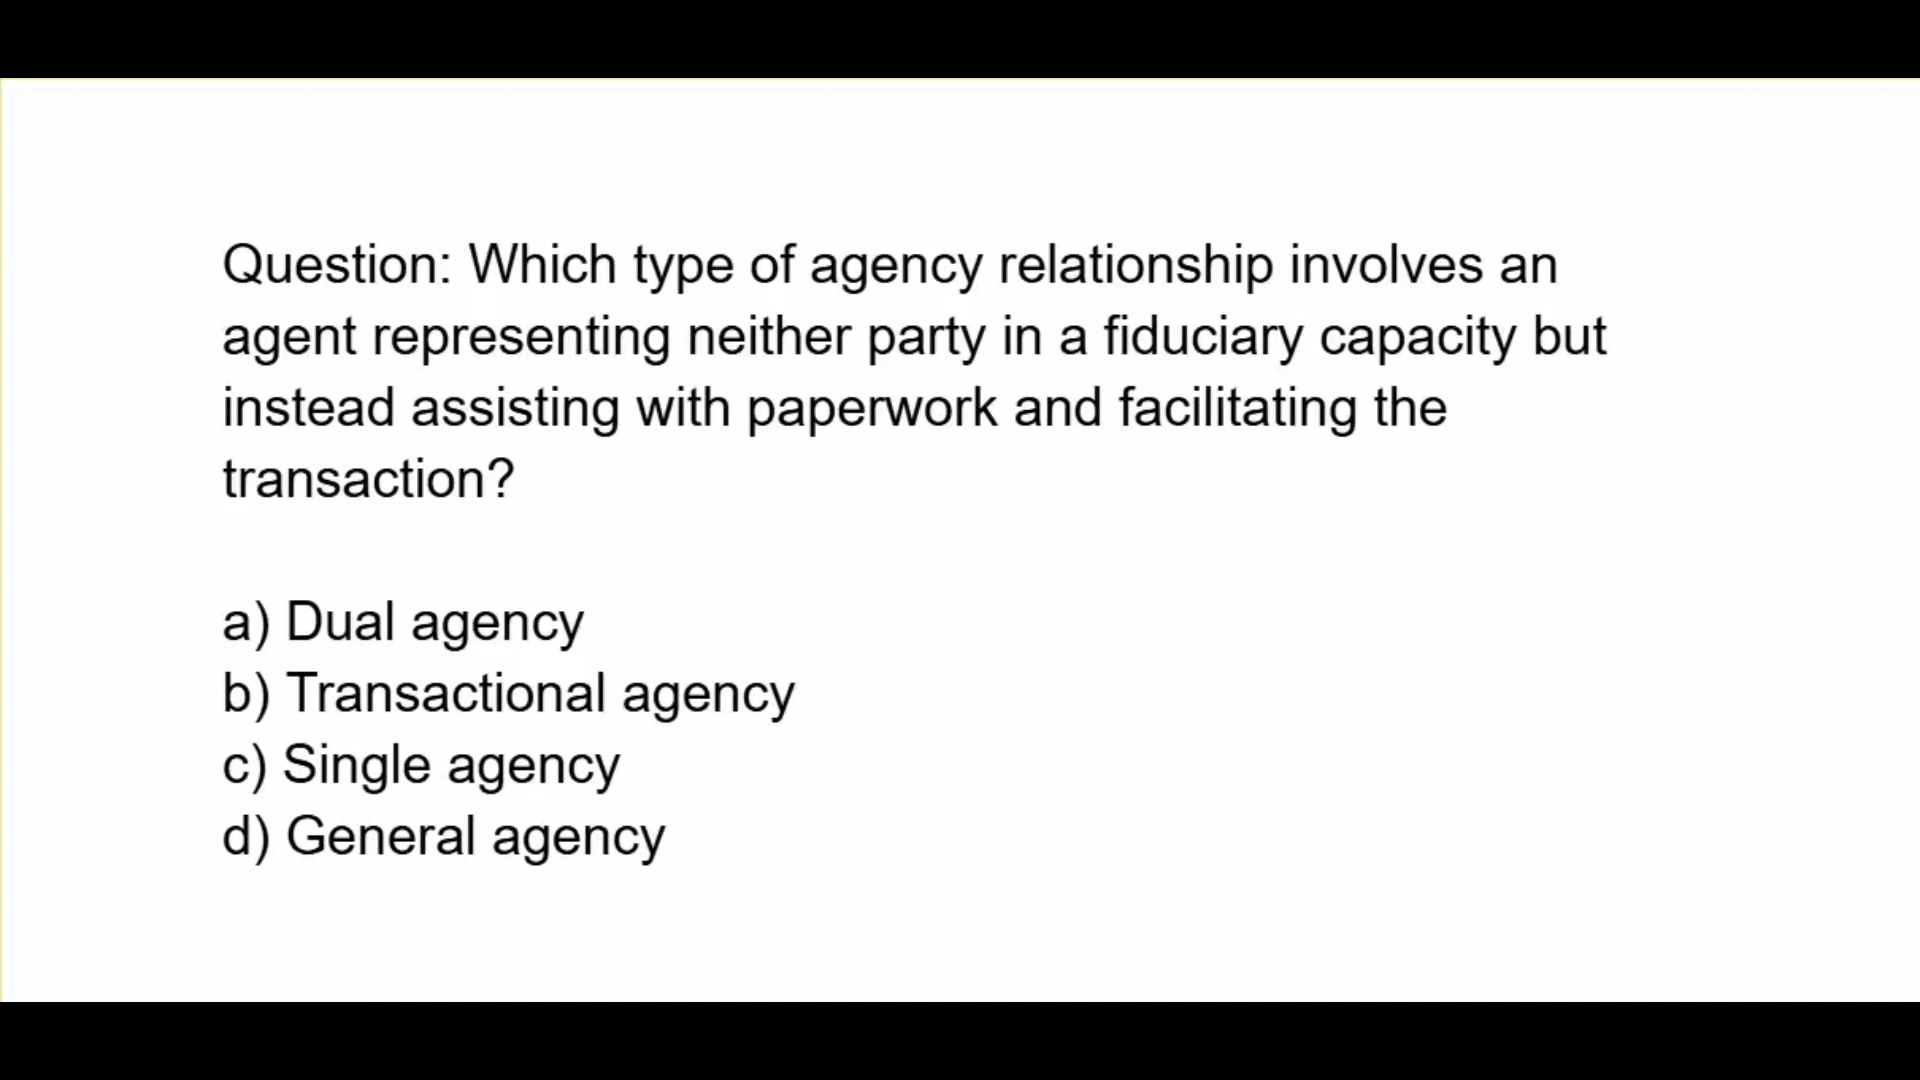 Question: Which type of agency relationship involves an
agent representing neither party in a fiduciary capacity but
instead assisting with paperwork and facilitating the
transaction?
a) Dual agency
b) Transactional agency
c) Single agency
d) General agency